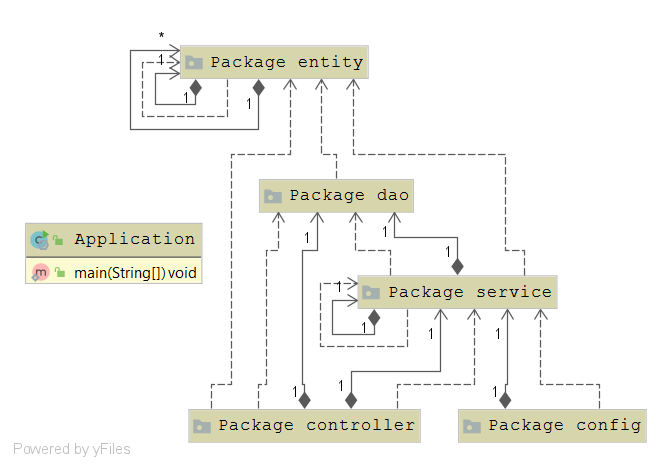 *
1
Package entity
1
1
Package dao
1
1
1
Application
main(String[]) void
1
Package service
1
1
1
1
1
1
Package controller
Package config
Powered by yFiles